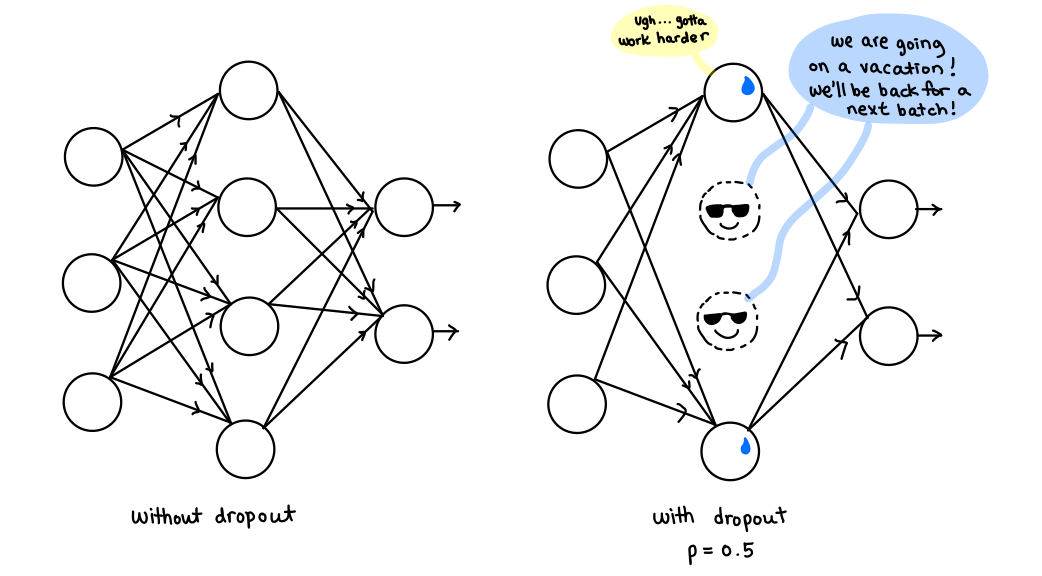 Ugh... gotta
work harder
we are going
on a vacation!
we'll be back for a
next batch!
without dropout
with dropout
p = 0.5